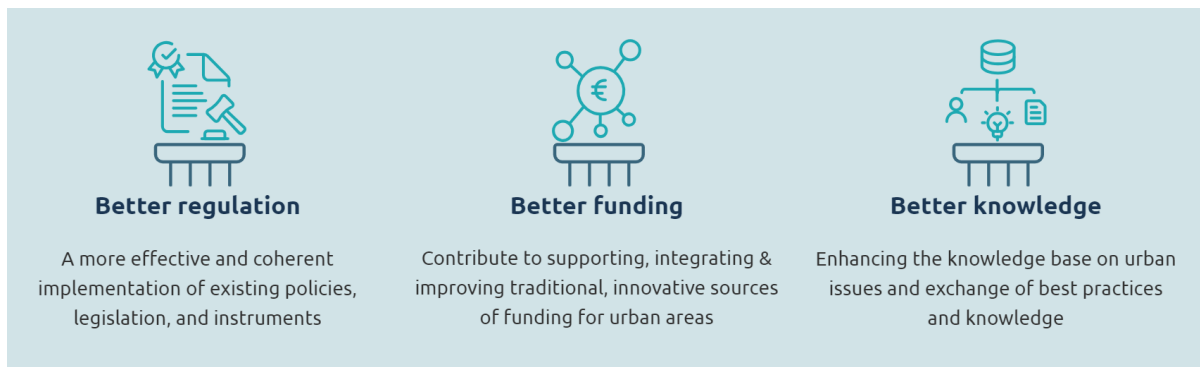 €
Better regulation
A more effective and coherent
implementation of existing policies,
legislation, and instruments
Better funding
Contribute to supporting, integrating &
improving traditional, innovative sources
of funding for urban areas
Better knowledge
Enhancing the knowledge base on urban
issues and exchange of best practices
and knowledge